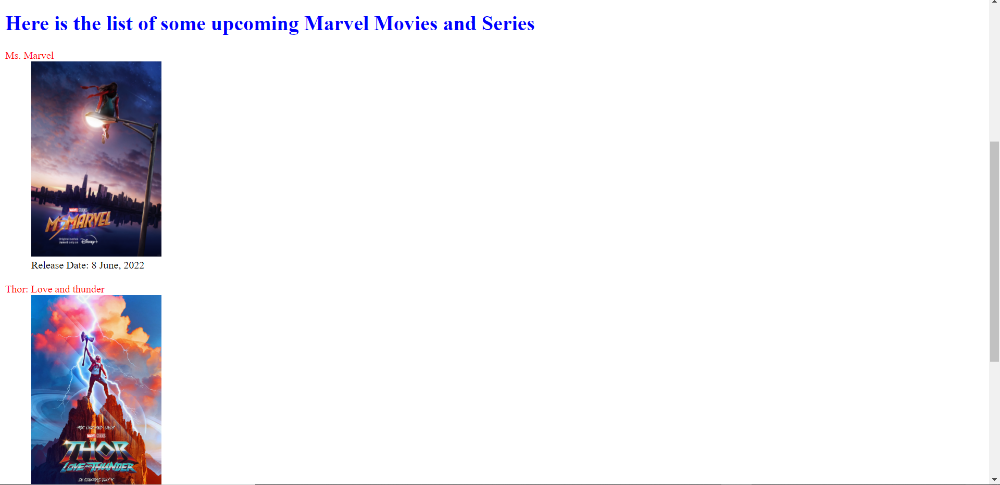 Here is the list of some upcoming Marvel Movies and Series
Ms. Marvel
MARVEL STUDIOS
MS. MARVEL
Original series
June 8 only on Disney+
Release Date: 8 June, 2022
Thor: Love and thunder
THE ONE AND ONLY
MARVEL STUDIOS
THOR
LOVE AND THUNDER
IN CINEMAS JULY 8